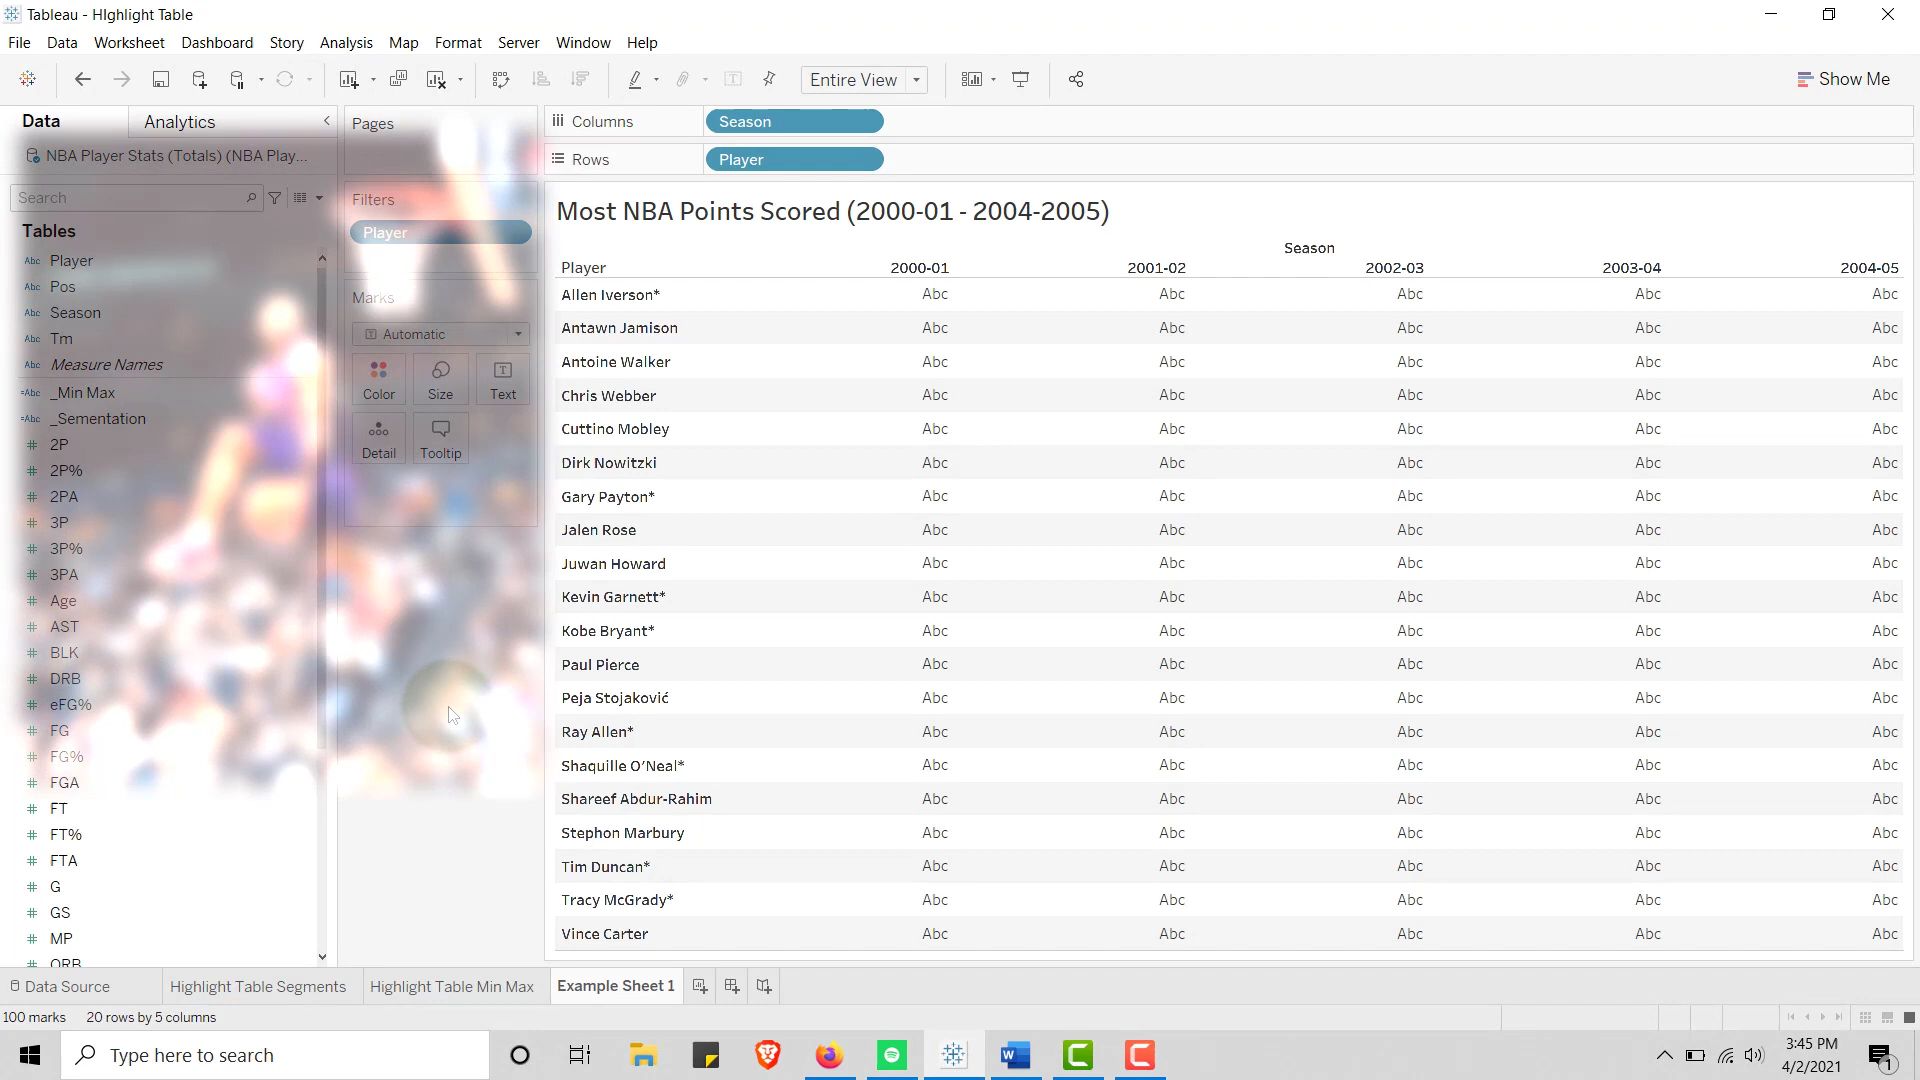 Tableau - HIghlight Table
File Data Worksheet Dashboard Story Analysis Map Format Server Window Help
Entire View
Show Me
Data Analytics
NBA Player Stats (Totals) (NBA Play...
Search
Tables
Abc Player
Abc Pos
Abc Season
Abc Tm
Abc Measure Names
=Abc _Min Max
=Abc _Sementation
# 2P
# 2P%
# 2PA
# 3P
# 3P%
# 3PA
# Age
# AST
# BLK
# DRB
# eFG%
# FG
# FG%
# FGA
# FT
# FT%
# FTA
# G
# GS
# MP
# ORB
Pages
Filters
Player
Marks
Automatic
Color Size Text
Detail Tooltip
Columns Season
Rows Player
Most NBA Points Scored (2000-01 - 2004-2005)
Season
Player 2000-01 2001-02 2002-03 2003-04 2004-05
Allen Iverson* Abc Abc Abc Abc Abc
Antawn Jamison Abc Abc Abc Abc Abc
Antoine Walker Abc Abc Abc Abc Abc
Chris Webber Abc Abc Abc Abc Abc
Cuttino Mobley Abc Abc Abc Abc Abc
Dirk Nowitzki Abc Abc Abc Abc Abc
Gary Payton* Abc Abc Abc Abc Abc
Jalen Rose Abc Abc Abc Abc Abc
Juwan Howard Abc Abc Abc Abc Abc
Kevin Garnett* Abc Abc Abc Abc Abc
Kobe Bryant* Abc Abc Abc Abc Abc
Paul Pierce Abc Abc Abc Abc Abc
Peja Stojaković Abc Abc Abc Abc Abc
Ray Allen* Abc Abc Abc Abc Abc
Shaquille O'Neal* Abc Abc Abc Abc Abc
Shareef Abdur-Rahim Abc Abc Abc Abc Abc
Stephon Marbury Abc Abc Abc Abc Abc
Tim Duncan* Abc Abc Abc Abc Abc
Tracy McGrady* Abc Abc Abc Abc Abc
Vince Carter Abc Abc Abc Abc Abc
Data Source Highlight Table Segments Highlight Table Min Max Example Sheet 1
100 marks 20 rows by 5 columns
Type here to search
3:45 PM
4/2/2021
1